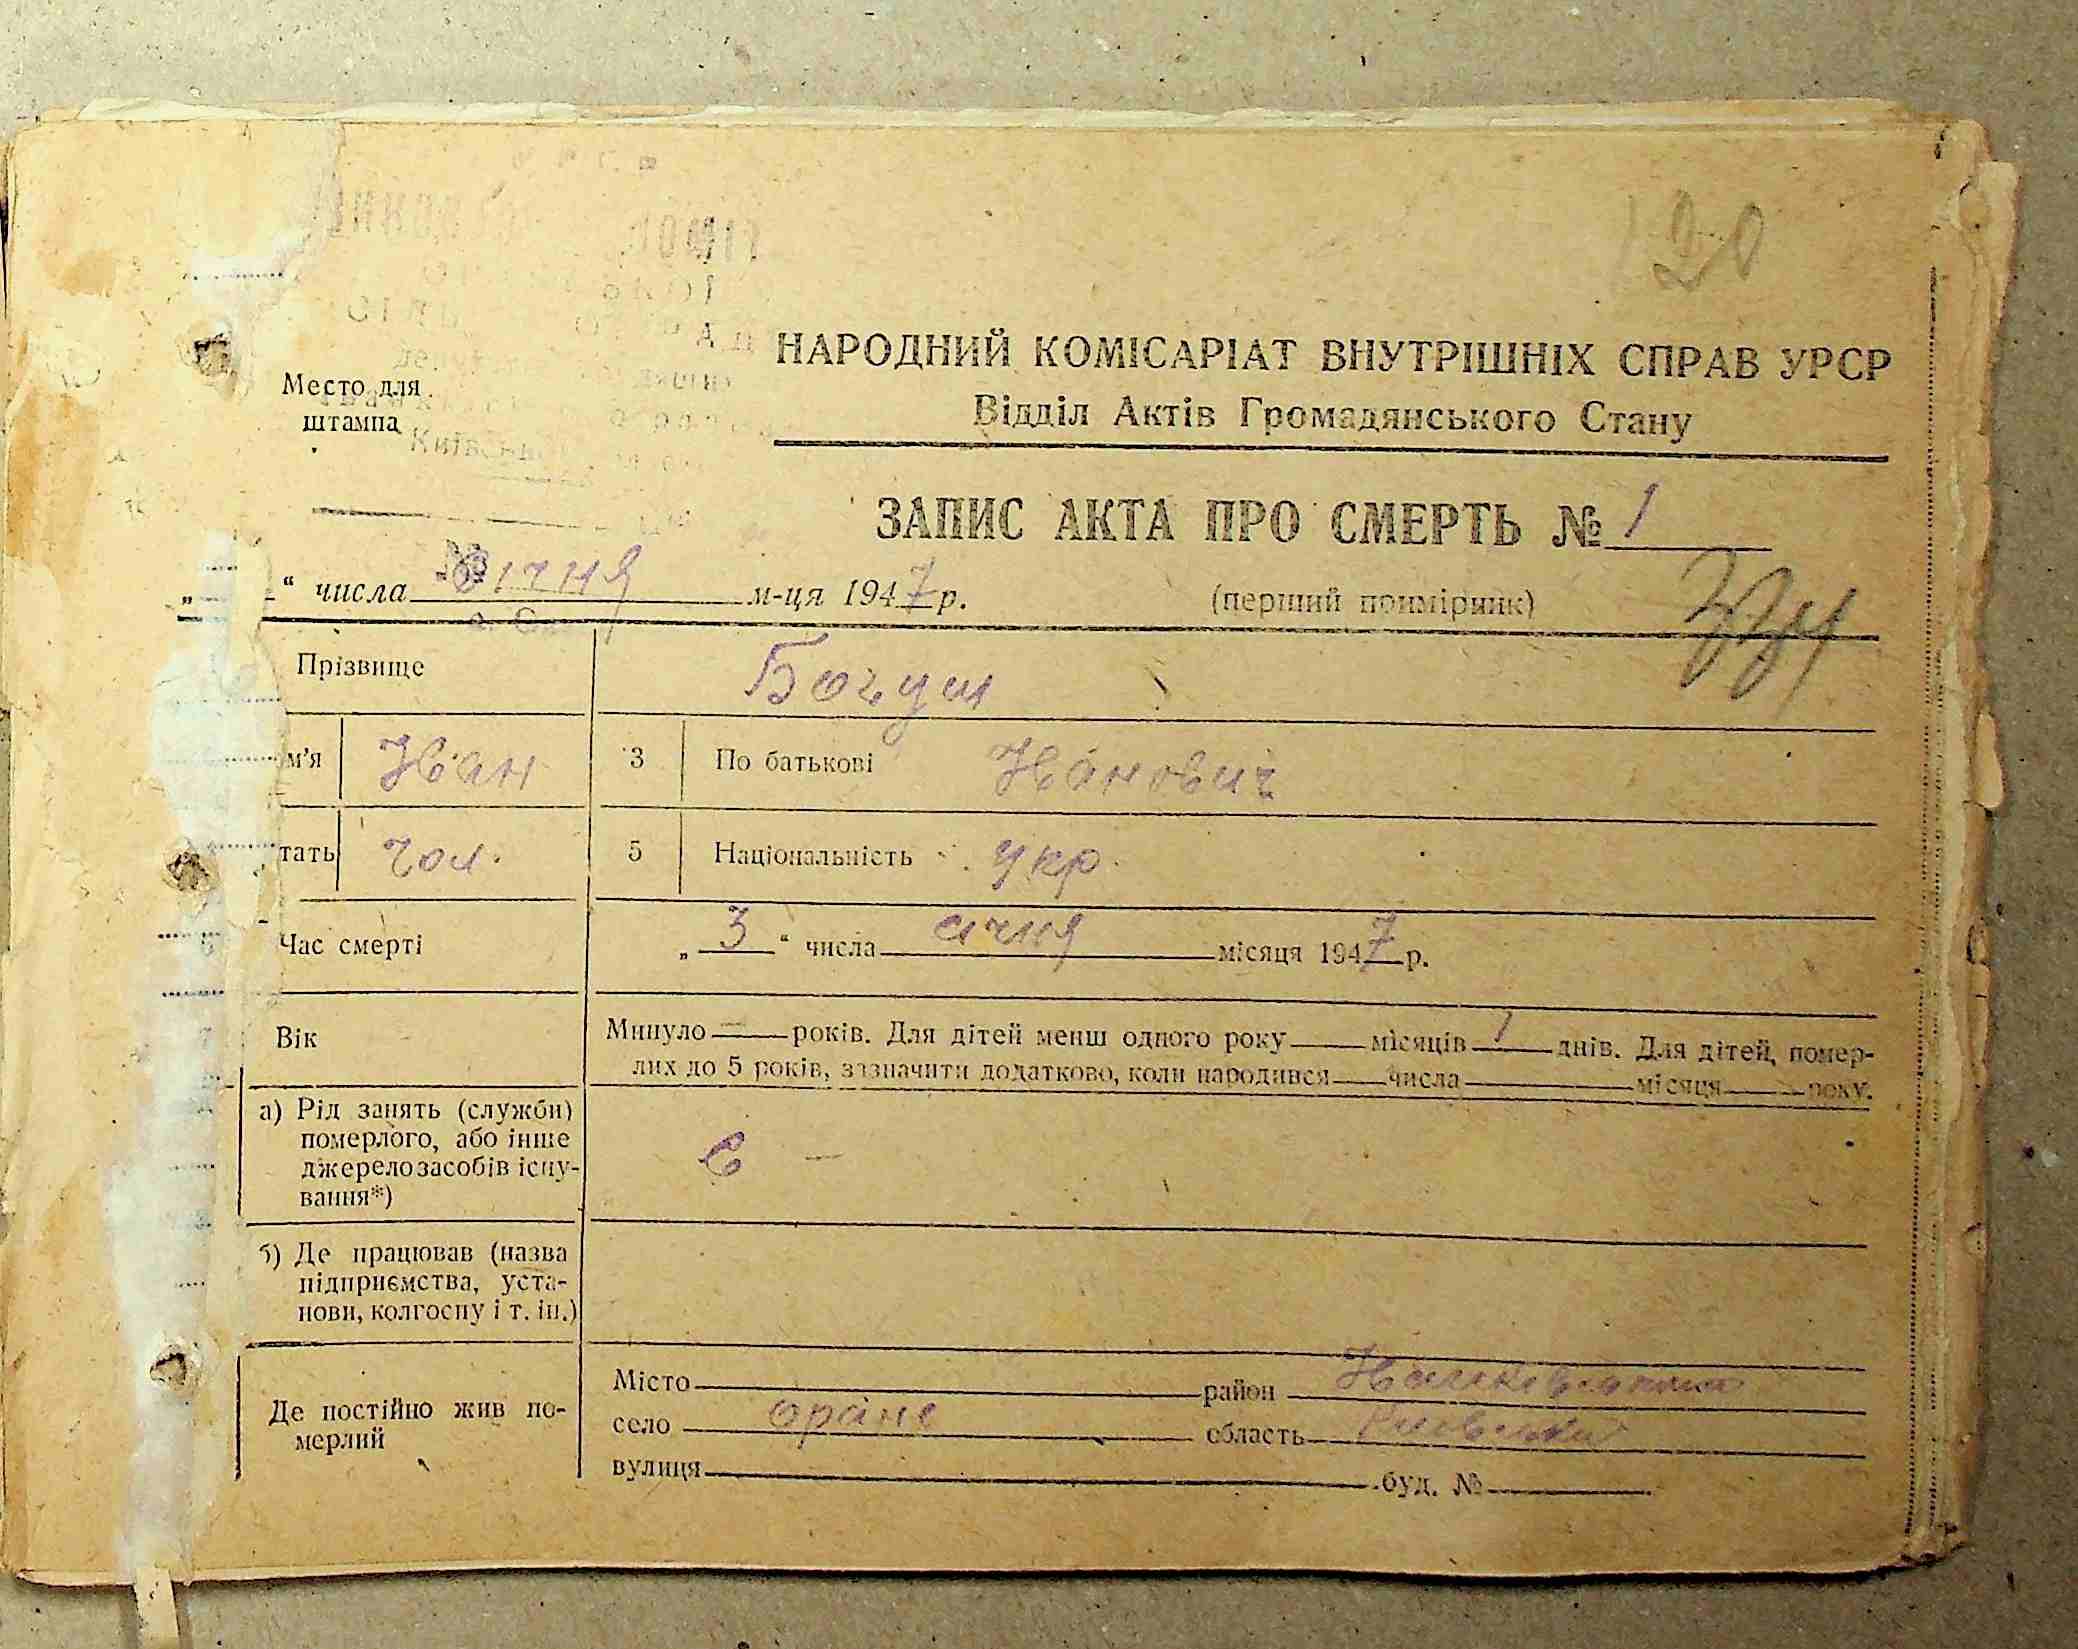 120
НАРОДНИЙ КОМІСАРІАТ ВНУТРІШНІХ СПРАВ УРСР
Место для штампа
Відділ Актів Громадянського Стану
ЗАПИС АКТА ПРО СМЕРТЬ № 1
„ “ числа січня м-ця 1947 р. (перший примірник)
Прізвище
м'я Іван 3 По батькові Іванович
тать чол. 5 Національність укр.
Час смерті „3“ числа січня місяця 1947 р.
Вік Минуло — років. Для дітей менш одного року місяців 1 днів. Для дітей, помер-
лих до 5 років, зазначити додатково, коли народився числа місяця року.
а) Рід занять (служби)
померлого, або інше
джерело засобів існу-
вання*)
б) Де працював (назва
підприємства, уста-
нови, колгоспу і т. ін.)
Де постійно жив по-
мерлий
Місто район
село оране область
вулиця буд. №